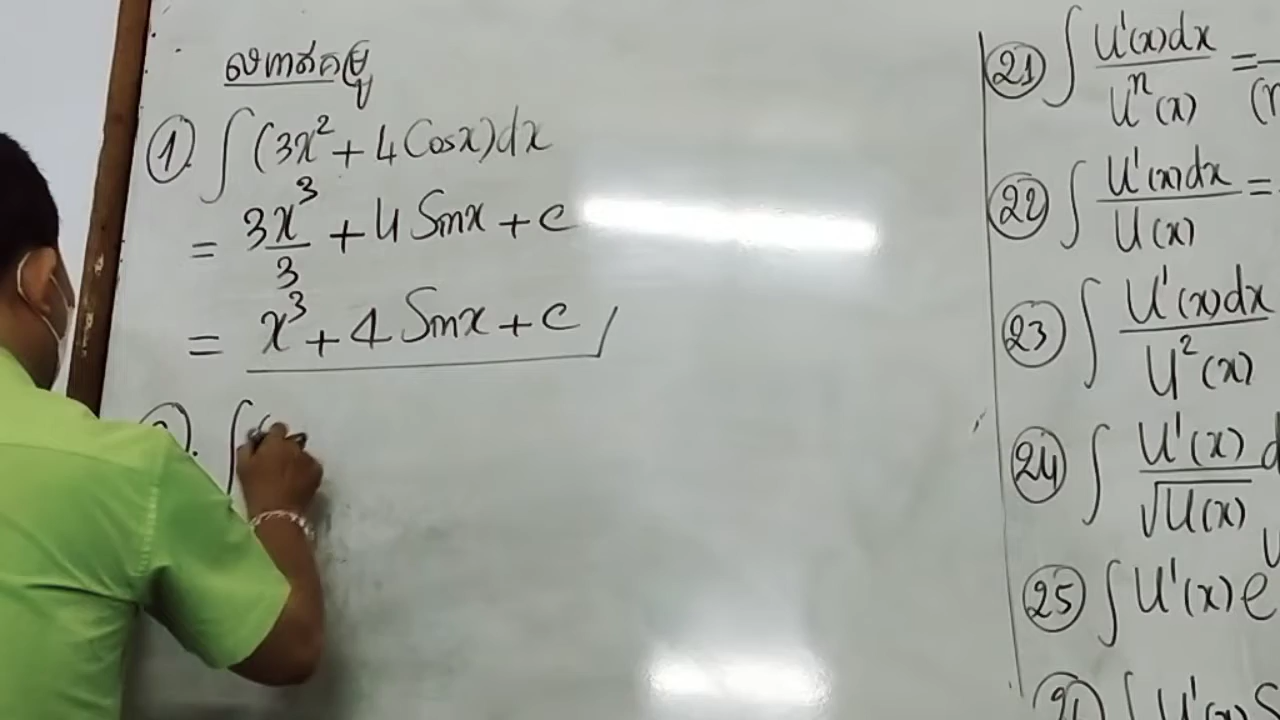 លំហាត់គម្រូ
① ∫(3x² + 4Cosx)dx
= 3x³/3 + 4 Sinx + c
= x³ + 4 Sinx + c
∫(
㉑ ∫ U'(x)dx / Uⁿ(x) =
㉒ ∫ U'(x)dx / U(x) =
㉓ ∫ U'(x)dx / U²(x)
㉔ ∫ U'(x) d / √U(x)
㉕ ∫ U'(x)e
∫ U'(x) S